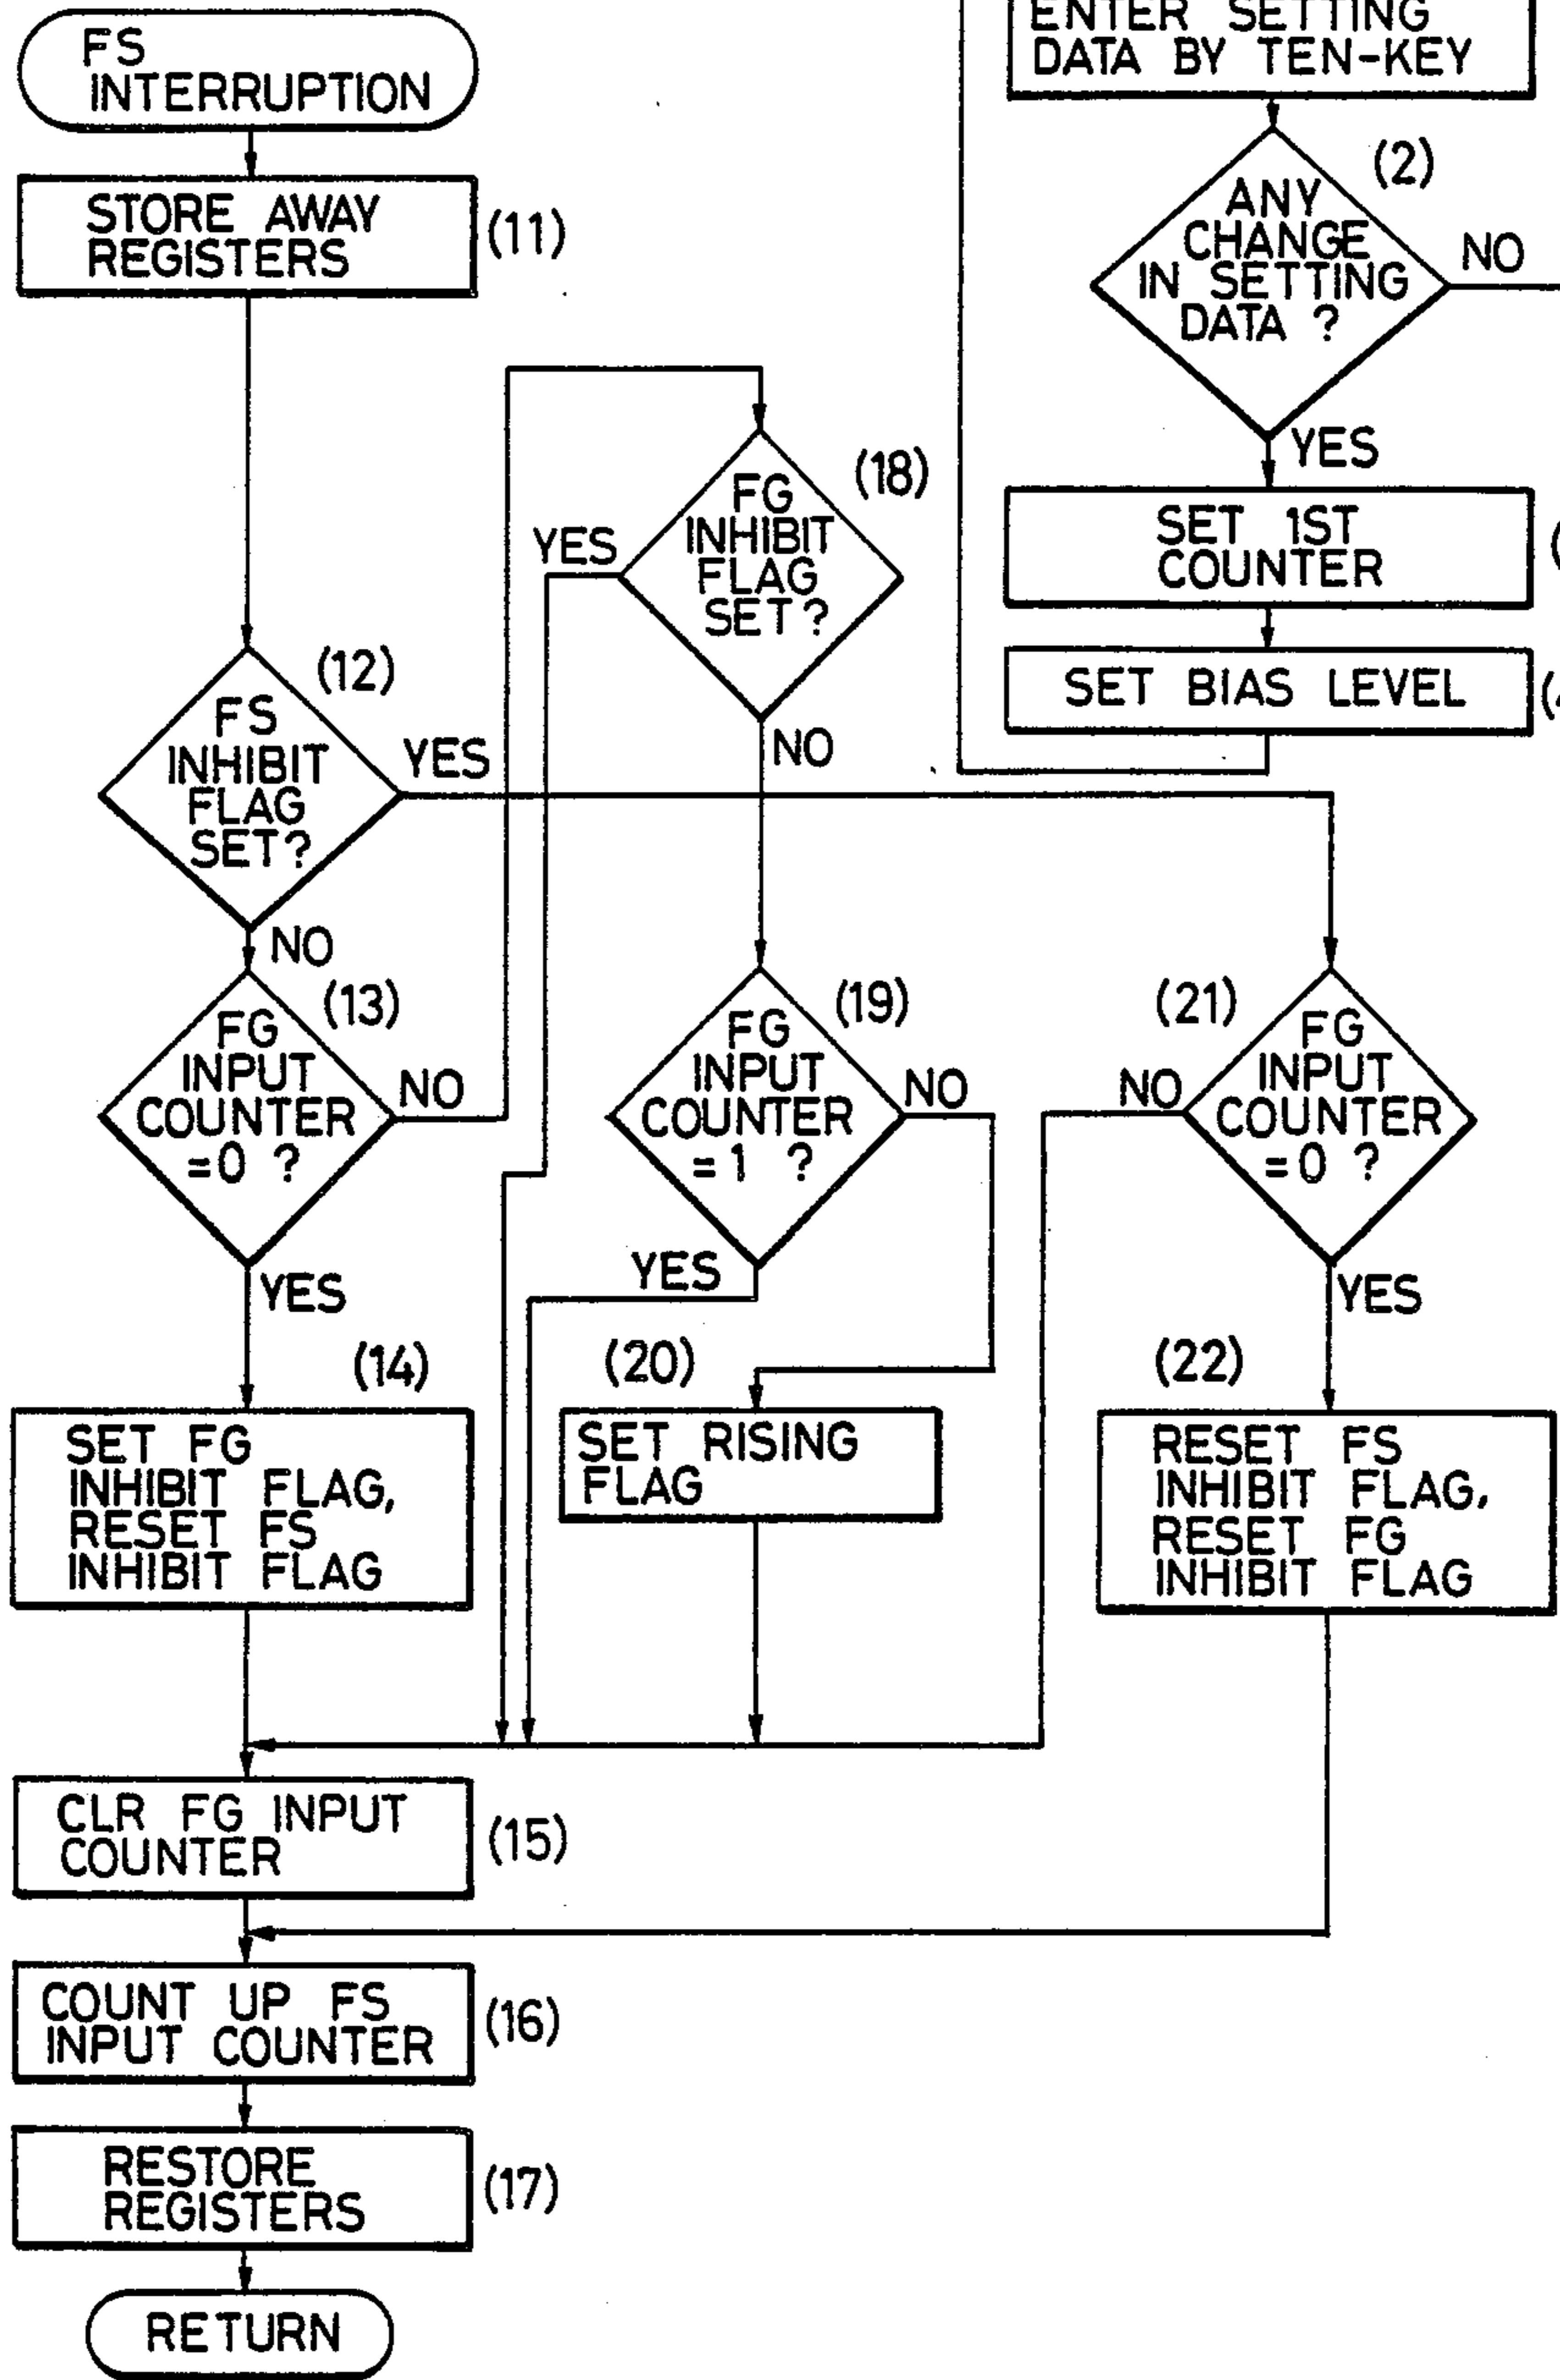 FS
INTERRUPTION
STORE AWAY
REGISTERS
(11)
(12)
FS
INHIBIT
FLAG
SET?
YES
NO
(13)
FG
INPUT
COUNTER
=0 ?
NO
YES
(14)
SET FG
INHIBIT FLAG,
RESET FS
INHIBIT FLAG
CLR FG INPUT
COUNTER
(15)
COUNT UP FS
INPUT COUNTER
(16)
RESTORE
REGISTERS
(17)
RETURN
(18)
FG
INHIBIT
FLAG
SET?
YES
NO
(19)
FG
INPUT
COUNTER
=1 ?
NO
YES
(20)
SET RISING
FLAG
(21)
FG
INPUT
COUNTER
=0 ?
NO
YES
(22)
RESET FS
INHIBIT FLAG,
RESET FG
INHIBIT FLAG
ENTER SETTING
DATA BY TEN-KEY
(2)
ANY
CHANGE
IN SETTING
DATA ?
NO
YES
SET 1ST
COUNTER
SET BIAS LEVEL